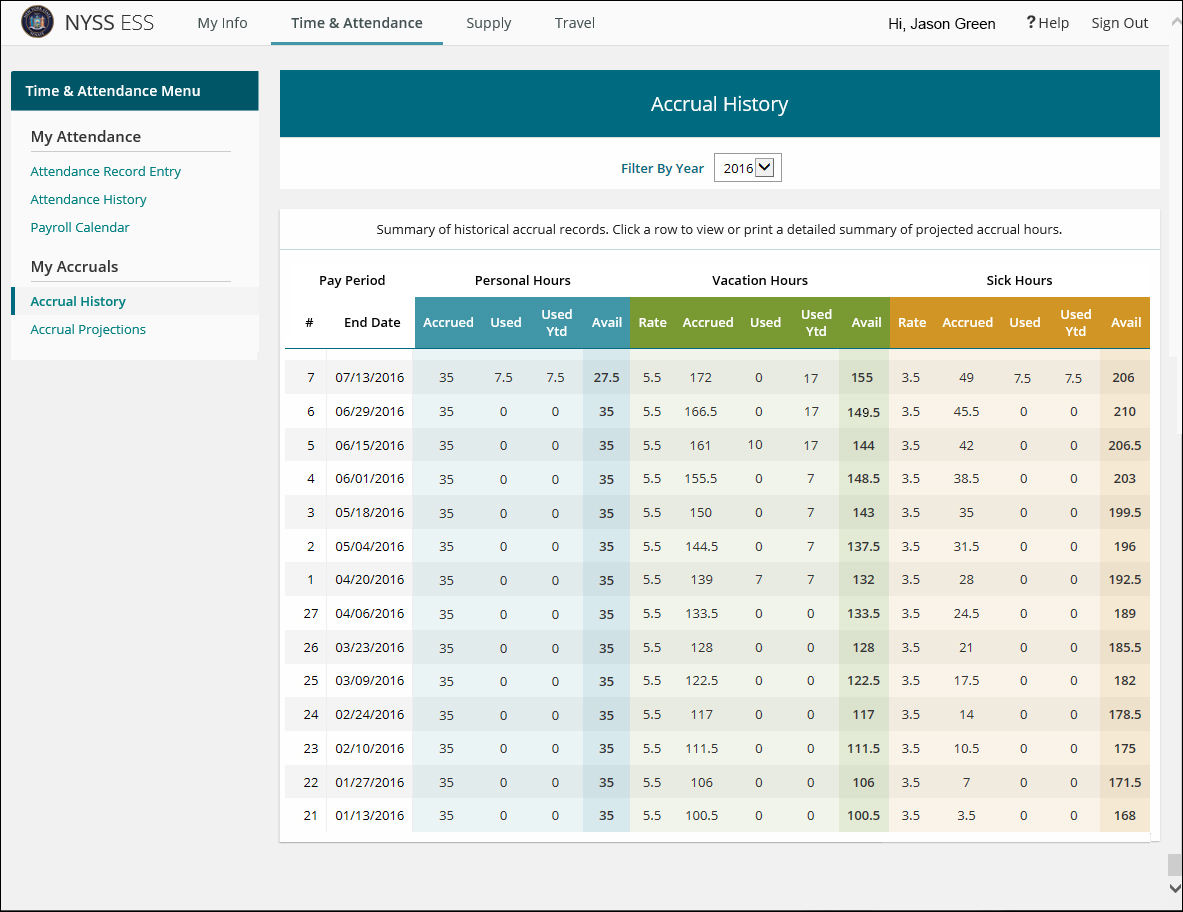 NYSS ESS My Info Time & Attendance Supply Travel Hi, Jason Green ? Help Sign Out
Time & Attendance Menu
My Attendance
Attendance Record Entry
Attendance History
Payroll Calendar
My Accruals
Accrual History
Accrual Projections
Accrual History
Filter By Year 2016
Summary of historical accrual records. Click a row to view or print a detailed summary of projected accrual hours.
Pay Period Personal Hours Vacation Hours Sick Hours
# End Date Accrued Used Used Ytd Avail Rate Accrued Used Used Ytd Avail Rate Accrued Used Used Ytd Avail
7 07/13/2016 35 7.5 7.5 27.5 5.5 172 0 17 155 3.5 49 7.5 7.5 206
6 06/29/2016 35 0 0 35 5.5 166.5 0 17 149.5 3.5 45.5 0 0 210
5 06/15/2016 35 0 0 35 5.5 161 10 17 144 3.5 42 0 0 206.5
4 06/01/2016 35 0 0 35 5.5 155.5 0 7 148.5 3.5 38.5 0 0 203
3 05/18/2016 35 0 0 35 5.5 150 0 7 143 3.5 35 0 0 199.5
2 05/04/2016 35 0 0 35 5.5 144.5 0 7 137.5 3.5 31.5 0 0 196
1 04/20/2016 35 0 0 35 5.5 139 7 7 132 3.5 28 0 0 192.5
27 04/06/2016 35 0 0 35 5.5 133.5 0 0 133.5 3.5 24.5 0 0 189
26 03/23/2016 35 0 0 35 5.5 128 0 0 128 3.5 21 0 0 185.5
25 03/09/2016 35 0 0 35 5.5 122.5 0 0 122.5 3.5 17.5 0 0 182
24 02/24/2016 35 0 0 35 5.5 117 0 0 117 3.5 14 0 0 178.5
23 02/10/2016 35 0 0 35 5.5 111.5 0 0 111.5 3.5 10.5 0 0 175
22 01/27/2016 35 0 0 35 5.5 106 0 0 106 3.5 7 0 0 171.5
21 01/13/2016 35 0 0 35 5.5 100.5 0 0 100.5 3.5 3.5 0 0 168